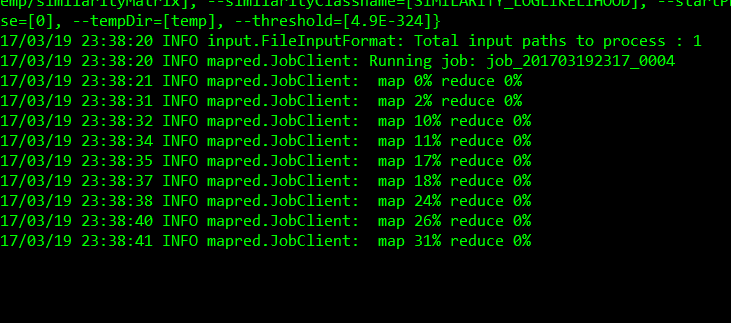 emp/similarityMatrix], --similarityClassname=[SIMILARITY_LOGLIKELIHOOD], --startPh
se=[0], --tempDir=[temp], --threshold=[4.9E-324]}
17/03/19 23:38:20 INFO input.FileInputFormat: Total input paths to process : 1
17/03/19 23:38:20 INFO mapred.JobClient: Running job: job_201703192317_0004
17/03/19 23:38:21 INFO mapred.JobClient:  map 0% reduce 0%
17/03/19 23:38:31 INFO mapred.JobClient:  map 2% reduce 0%
17/03/19 23:38:32 INFO mapred.JobClient:  map 10% reduce 0%
17/03/19 23:38:34 INFO mapred.JobClient:  map 11% reduce 0%
17/03/19 23:38:35 INFO mapred.JobClient:  map 17% reduce 0%
17/03/19 23:38:37 INFO mapred.JobClient:  map 18% reduce 0%
17/03/19 23:38:38 INFO mapred.JobClient:  map 24% reduce 0%
17/03/19 23:38:40 INFO mapred.JobClient:  map 26% reduce 0%
17/03/19 23:38:41 INFO mapred.JobClient:  map 31% reduce 0%